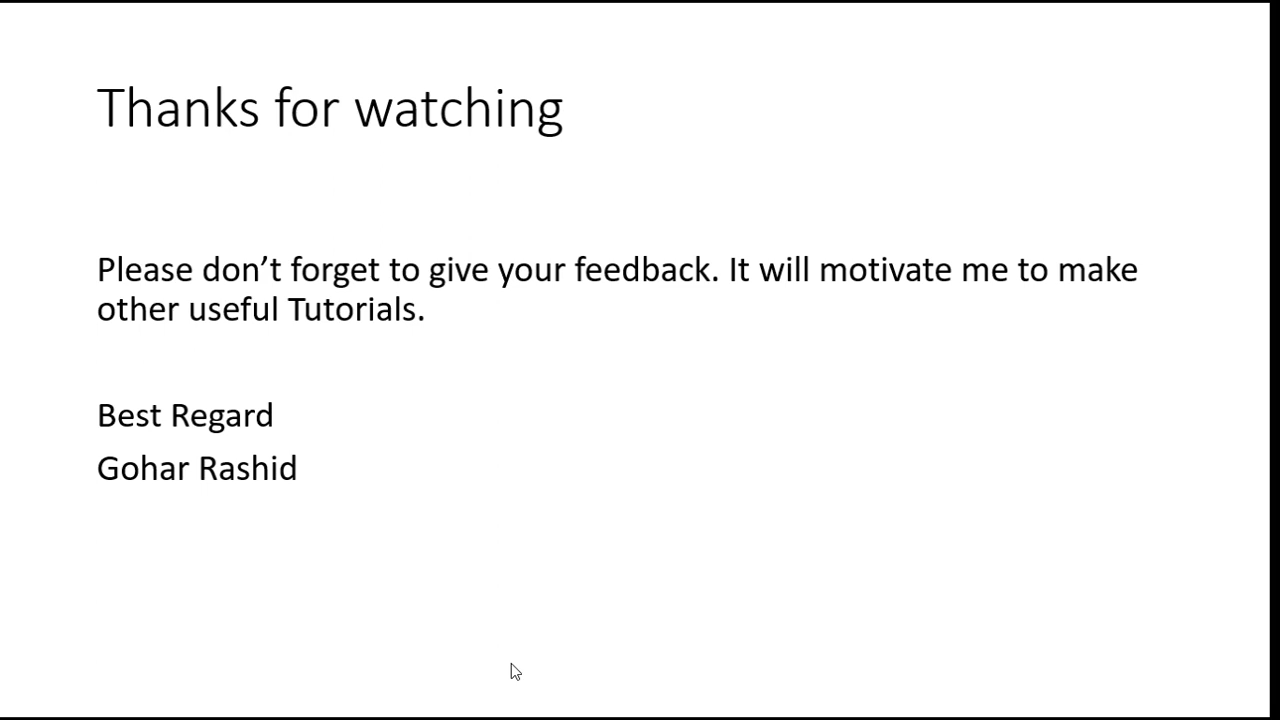 Thanks for watching
Please don’t forget to give your feedback. It will motivate me to make
other useful Tutorials.
Best Regard
Gohar Rashid